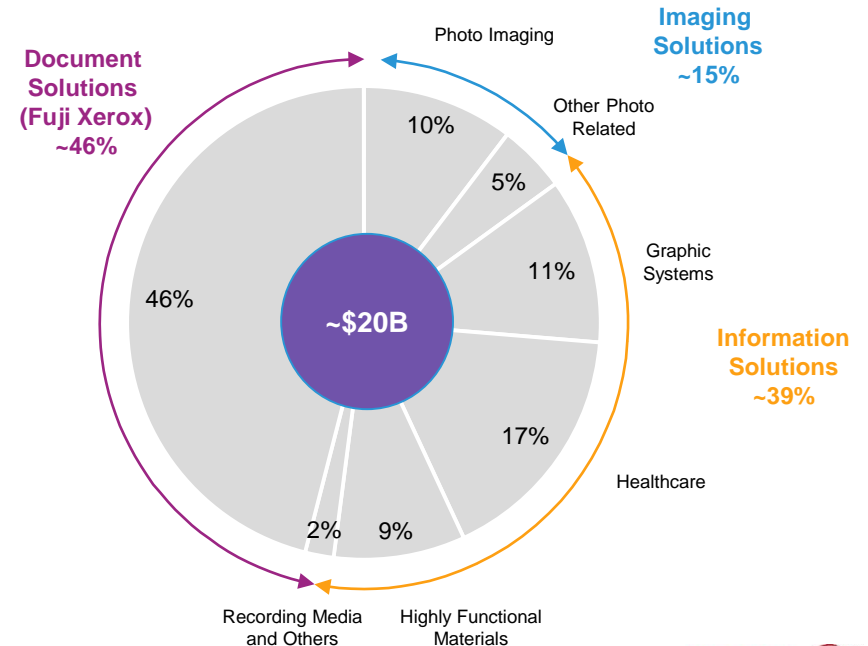 Photo Imaging
Imaging
Solutions
~15%
Document
Solutions
(Fuji Xerox)
~46%
Other Photo
Related
10%
5%
Graphic
Systems
11%
46%
~$20B
Information
Solutions
~39%
17%
Healthcare
2%
9%
Recording Media
and Others
Highly Functional
Materials